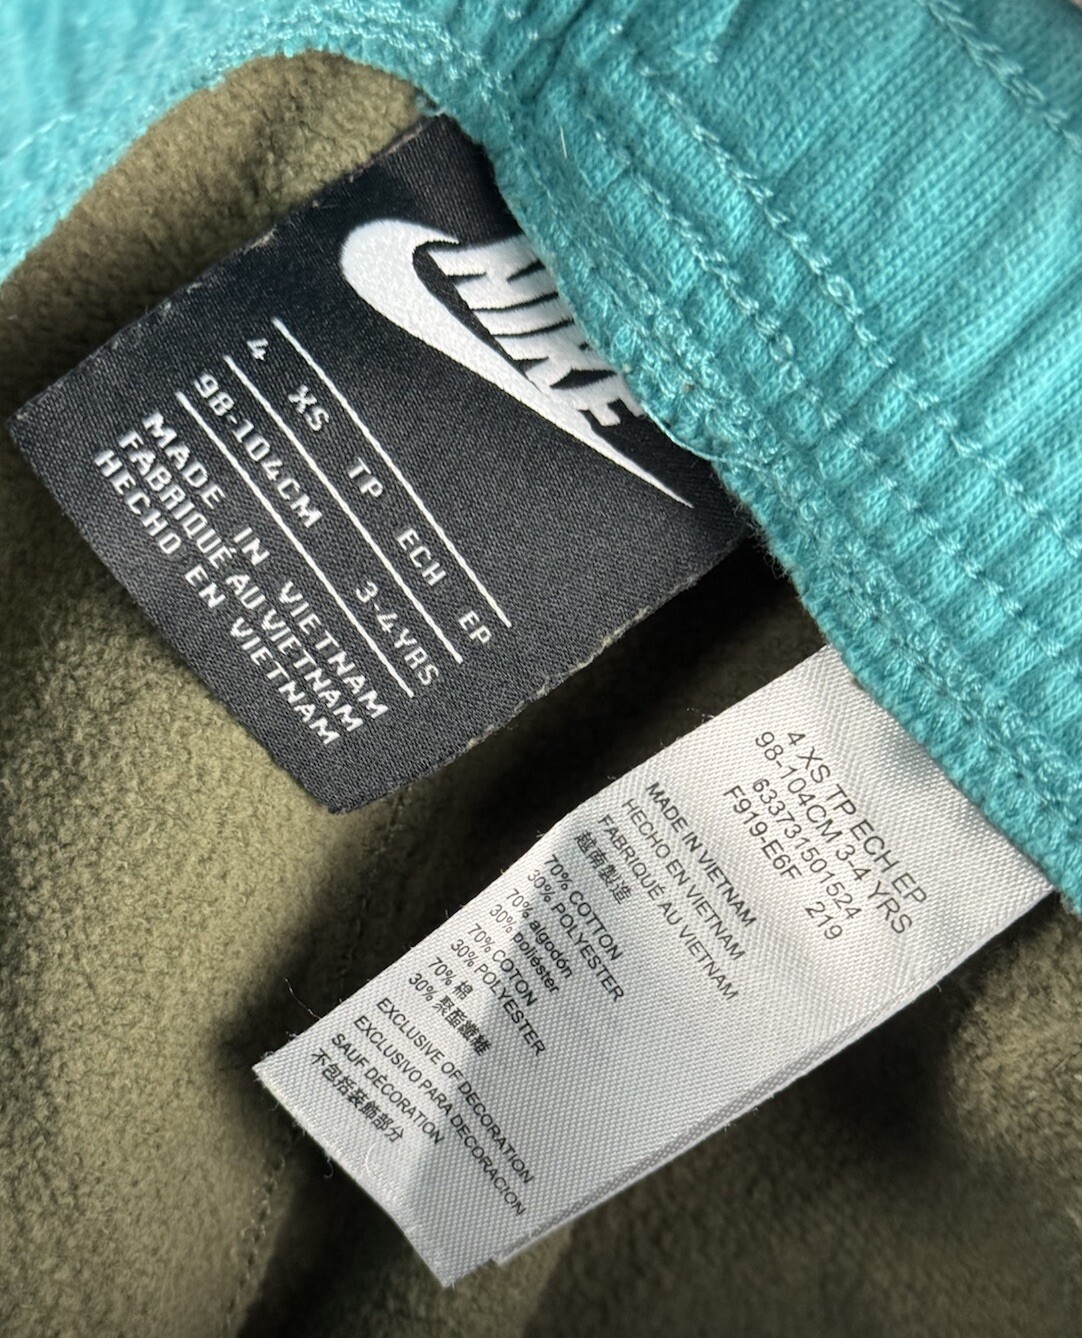 NIKE
4 XS TP ECH EP
98-104CM 3-4YRS
MADE IN VIETNAM
FABRIQUÉ AU VIETNAM
HECHO EN VIETNAM
4 XS TP ECH EP
98-104CM 3-4 YRS
633731501524
F919-E6F 219
MADE IN VIETNAM
HECHO EN VIETNAM
FABRIQUÉ AU VIETNAM
越南製造
70% COTTON
30% POLYESTER
70% algodón
30% poliéster
70% COTON
30% POLYESTER
70% 棉
30% 聚酯纖維
EXCLUSIVE OF DECORATION
EXCLUSIVO PARA DECORACION
SAUF DÉCORATION
不包括裝飾部分